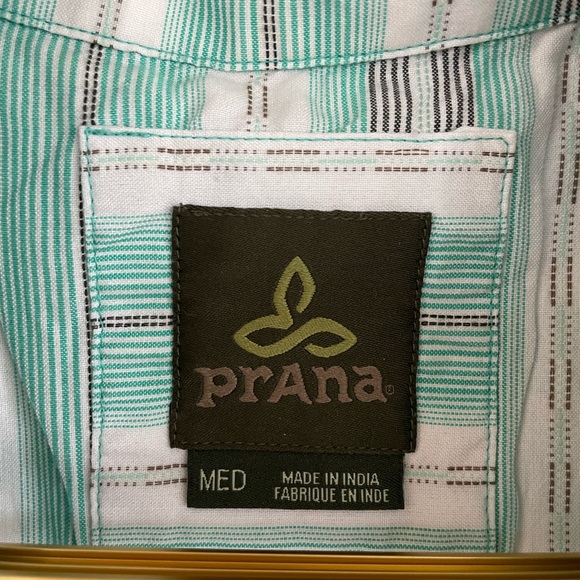 prAna®
MED
MADE IN INDIA
FABRIQUE EN INDE